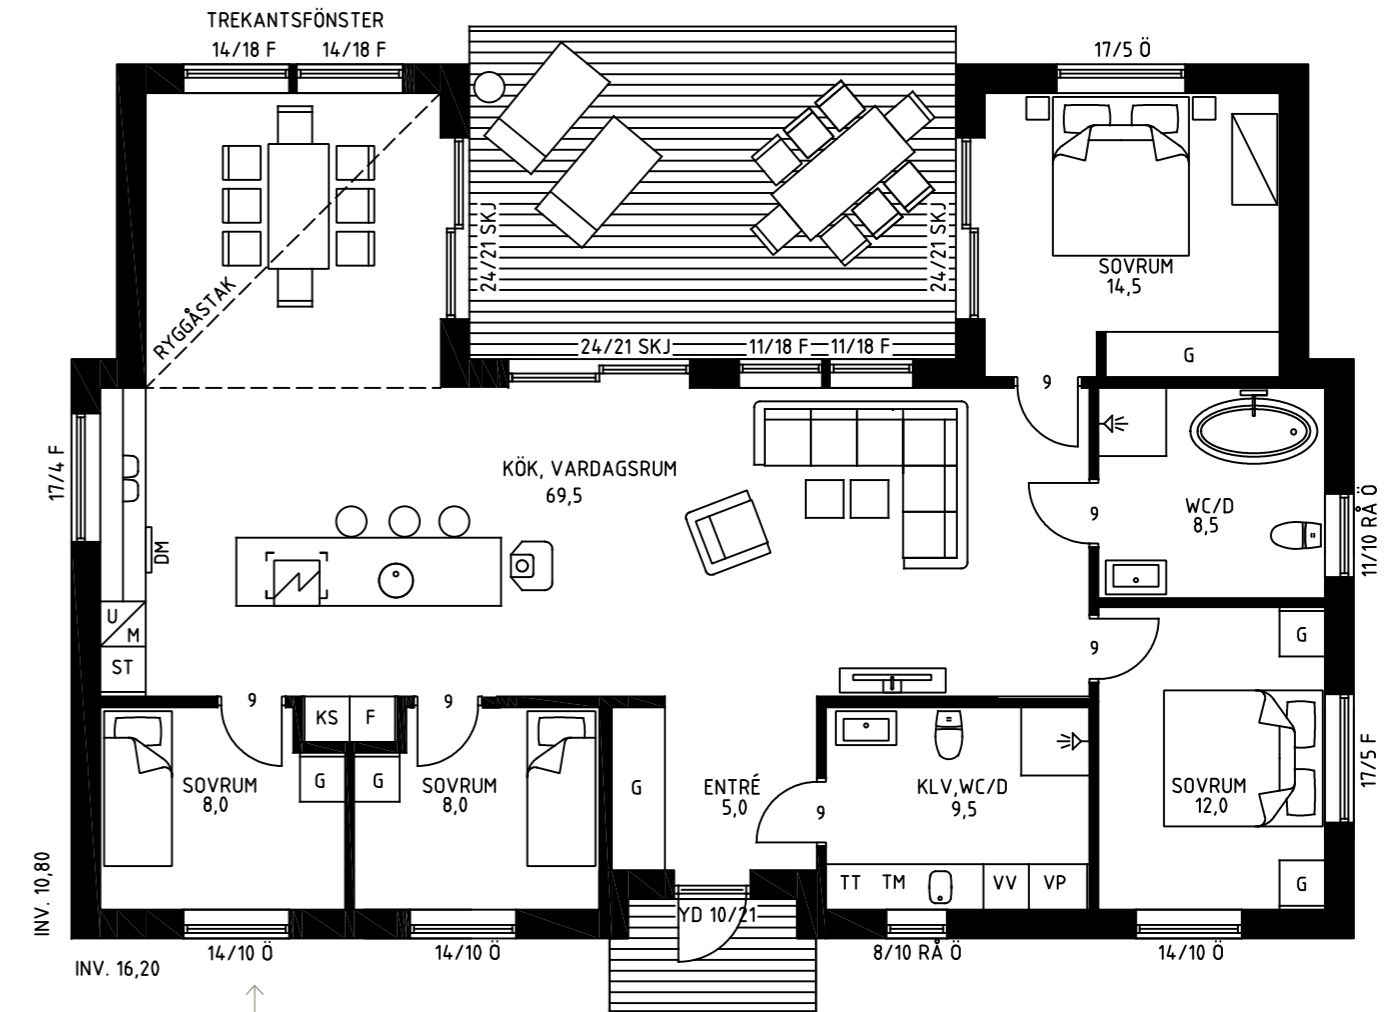 TREKANTSFÖNSTER
14/18 F
14/18 F
17/5 Ö
RYGGÅSTAK
24/21 SKJ
24/21 SKJ
SOVRUM
14,5
24/21 SKJ
11/18 F
11/18 F
G
9
17/4 F
KÖK, VARDAGSRUM
69,5
WC/D
8,5
9
11/10 RÅ Ö
DM
U
M
ST
9
G
9
KS
F
9
SOVRUM
8,0
G
G
SOVRUM
8,0
G
ENTRÉ
5,0
9
KLV,WC/D
9,5
SOVRUM
12,0
17/5 F
TT
TM
VV
VP
G
INV. 10,80
YD 10/21
14/10 Ö
14/10 Ö
8/10 RÅ Ö
14/10 Ö
INV. 16,20